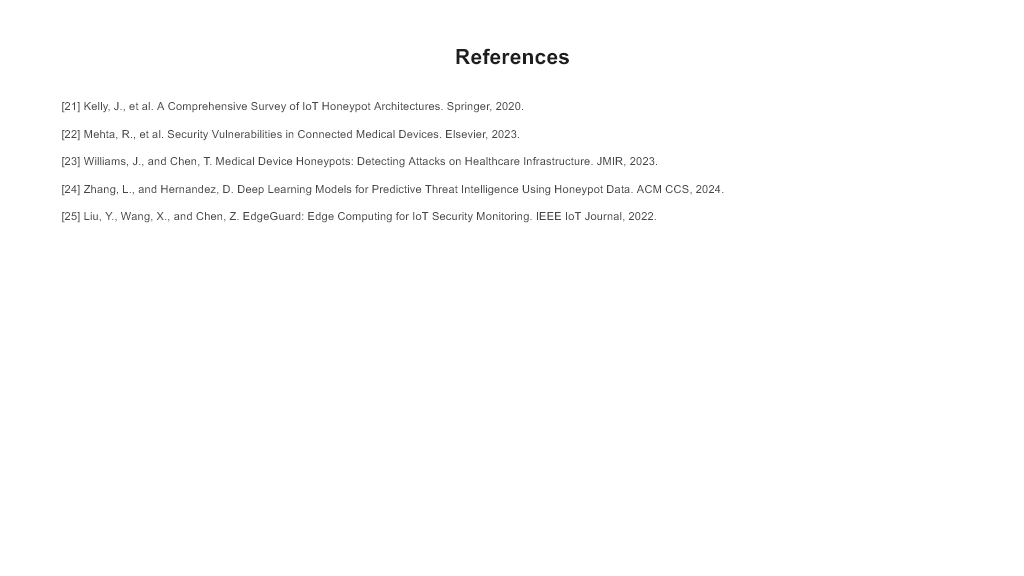 References
[21] Kelly, J., et al. A Comprehensive Survey of IoT Honeypot Architectures. Springer, 2020.
[22] Mehta, R., et al. Security Vulnerabilities in Connected Medical Devices. Elsevier, 2023.
[23] Williams, J., and Chen, T. Medical Device Honeypots: Detecting Attacks on Healthcare Infrastructure. JMIR, 2023.
[24] Zhang, L., and Hernandez, D. Deep Learning Models for Predictive Threat Intelligence Using Honeypot Data. ACM CCS, 2024.
[25] Liu, Y., Wang, X., and Chen, Z. EdgeGuard: Edge Computing for IoT Security Monitoring. IEEE IoT Journal, 2022.